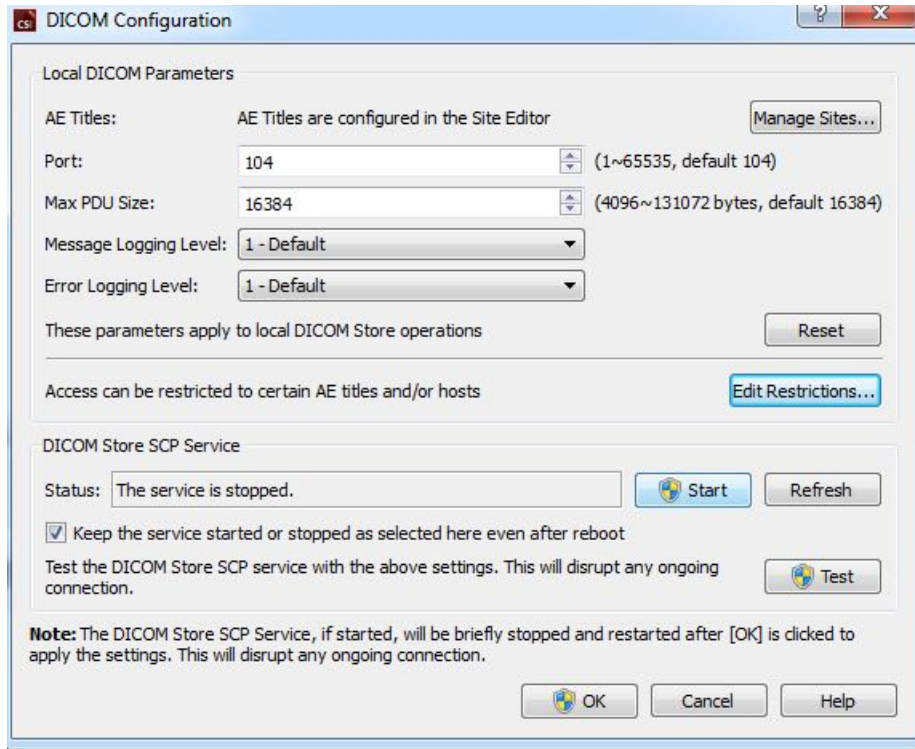 CSI DICOM Configuration
Local DICOM Parameters
AE Titles: AE Titles are configured in the Site Editor Manage Sites...
Port: 104 (1~65535, default 104)
Max PDU Size: 16384 (4096~131072 bytes, default 16384)
Message Logging Level: 1 - Default
Error Logging Level: 1 - Default
These parameters apply to local DICOM Store operations Reset
Access can be restricted to certain AE titles and/or hosts Edit Restrictions...
DICOM Store SCP Service
Status: The service is stopped. Start Refresh
Keep the service started or stopped as selected here even after reboot
Test the DICOM Store SCP service with the above settings. This will disrupt any ongoing
connection. Test
Note: The DICOM Store SCP Service, if started, will be briefly stopped and restarted after [OK] is clicked to
apply the settings. This will disrupt any ongoing connection.
OK Cancel Help